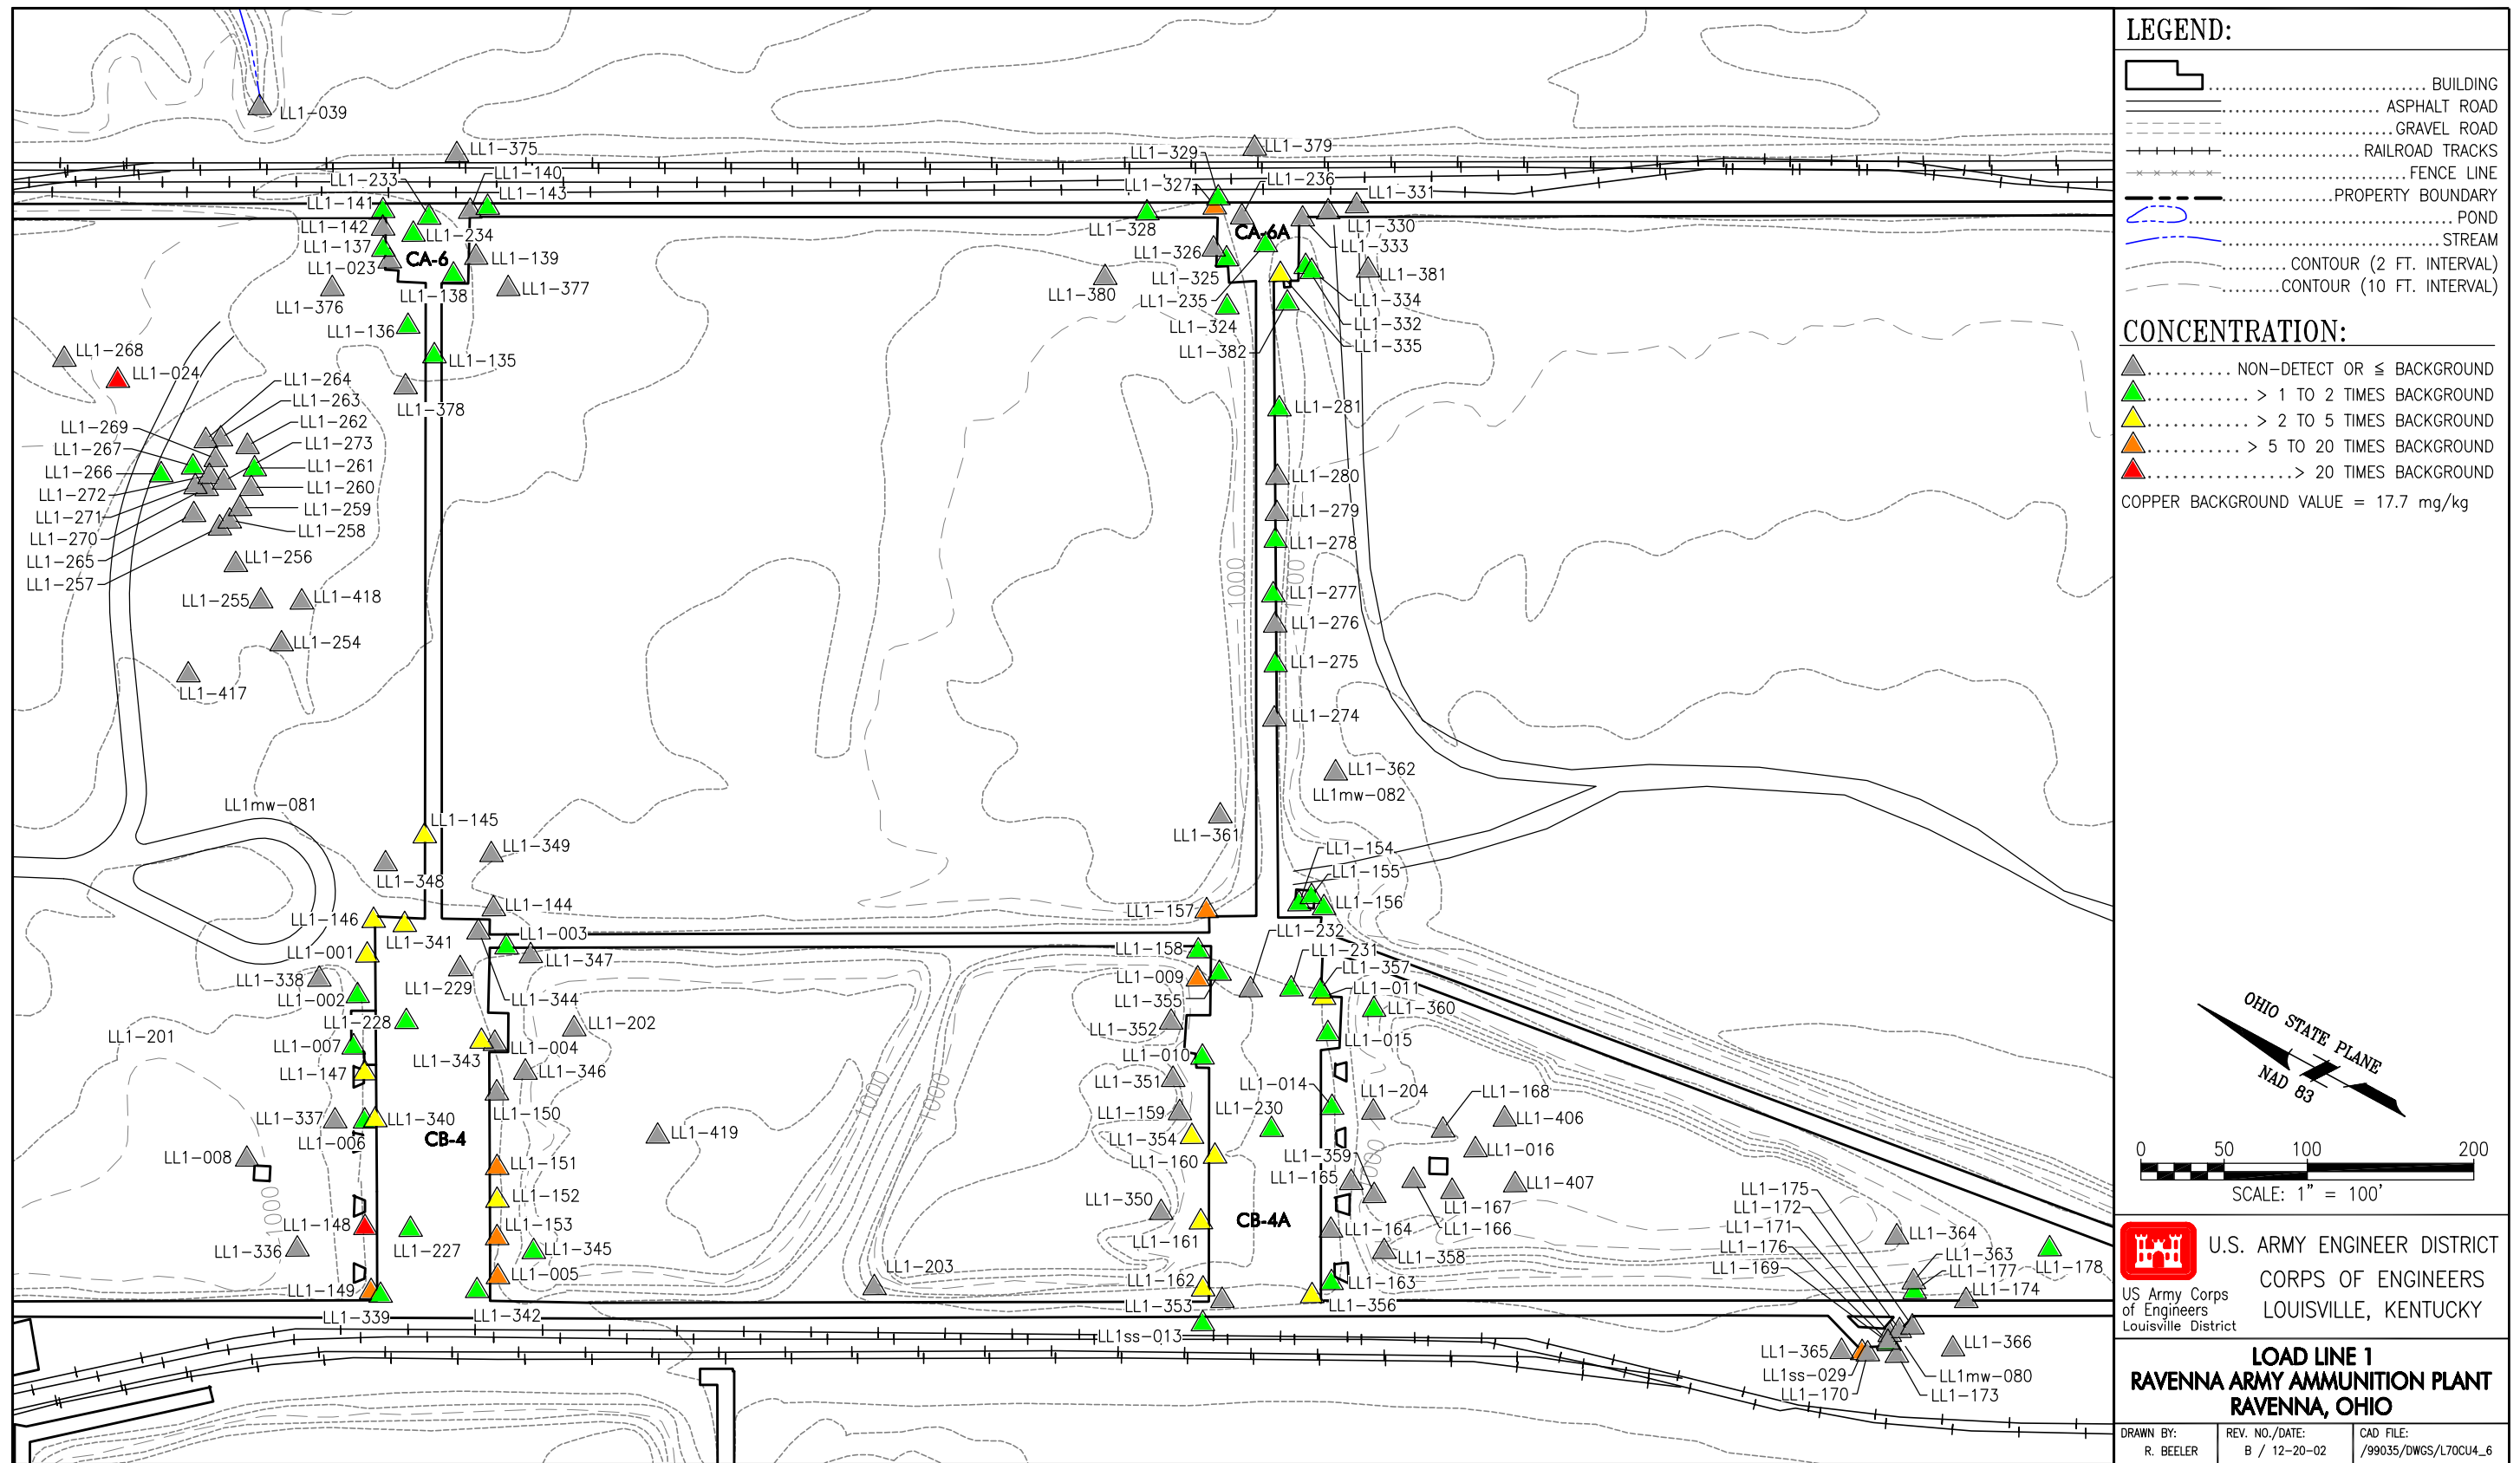 LL1-039
LL1-375
LL1-379
LL1-329
LL1-140
LL1-233
LL1-236
LL1-327
LL1-143
LL1-331
LL1-141
LL1-142
LL1-234
LL1-328
CA-6A
LL1-330
LL1-137
LL1-333
CA-6
LL1-139
LL1-326
LL1-023
LL1-325
LL1-381
LL1-377
LL1-380
LL1-138
LL1-376
LL1-235
LL1-334
LL1-324
LL1-332
LL1-136
LL1-335
LL1-382
LL1-268
LL1-135
LL1-024
LL1-264
LL1-263
LL1-378
LL1-281
LL1-262
LL1-269
LL1-273
LL1-267
LL1-261
LL1-266
LL1-280
LL1-260
LL1-272
LL1-259
LL1-279
LL1-271
LL1-258
LL1-270
LL1-278
LL1-256
LL1-265
LL1-257
1000
1000
LL1-277
LL1-255
LL1-418
LL1-276
LL1-254
LL1-275
LL1-417
LL1-274
LL1-362
LL1mw-082
LL1mw-081
LL1-145
LL1-361
LL1-349
LL1-154
LL1-155
LL1-348
LL1-144
LL1-156
LL1-157
LL1-146
LL1-341
LL1-003
LL1-232
LL1-158
LL1-231
LL1-001
LL1-347
LL1-357
LL1-338
LL1-229
LL1-009
LL1-011
LL1-002
LL1-344
LL1-355
LL1-360
LL1-228
LL1-202
LL1-352
LL1-201
LL1-015
LL1-007
LL1-004
LL1-343
LL1-010
LL1-147
LL1-346
LL1-351
LL1-014
1000
1000
LL1-204
LL1-168
LL1-150
LL1-159
LL1-230
LL1-406
LL1-337
LL1-340
LL1-006
CB-4
LL1-419
LL1-354
LL1-016
LL1-008
LL1-151
LL1-160
LL1-359
1000
LL1-165
LL1-407
LL1-152
LL1-350
LL1-167
LL1-175
1000
LL1-148
LL1-153
CB-4A
LL1-164
LL1-166
LL1-172
LL1-336
LL1-227
LL1-345
LL1-161
LL1-358
LL1-171
LL1-364
LL1-176
LL1-363
LL1-178
LL1-005
LL1-203
LL1-169
LL1-177
LL1-149
LL1-162
LL1-163
LL1-174
LL1-353
LL1-356
LL1-339
LL1-342
LL1ss-013
LL1-365
LL1-366
LL1ss-029
LL1mw-080
LL1-170
LL1-173
LEGEND:
BUILDING
ASPHALT ROAD
GRAVEL ROAD
RAILROAD TRACKS
FENCE LINE
PROPERTY BOUNDARY
POND
STREAM
CONTOUR (2 FT. INTERVAL)
CONTOUR (10 FT. INTERVAL)
CONCENTRATION:
NON-DETECT OR ≤ BACKGROUND
> 1 TO 2 TIMES BACKGROUND
> 2 TO 5 TIMES BACKGROUND
> 5 TO 20 TIMES BACKGROUND
> 20 TIMES BACKGROUND
COPPER BACKGROUND VALUE = 17.7 mg/kg
OHIO STATE PLANE
NAD 83
0 50 100 200
SCALE: 1" = 100'
US Army Corps
of Engineers
Louisville District
U.S. ARMY ENGINEER DISTRICT
CORPS OF ENGINEERS
LOUISVILLE, KENTUCKY
LOAD LINE 1
RAVENNA ARMY AMMUNITION PLANT
RAVENNA, OHIO
DRAWN BY:
R. BEELER
REV. NO./DATE:
B / 12-20-02
CAD FILE:
/99035/DWGS/L70CU4_6